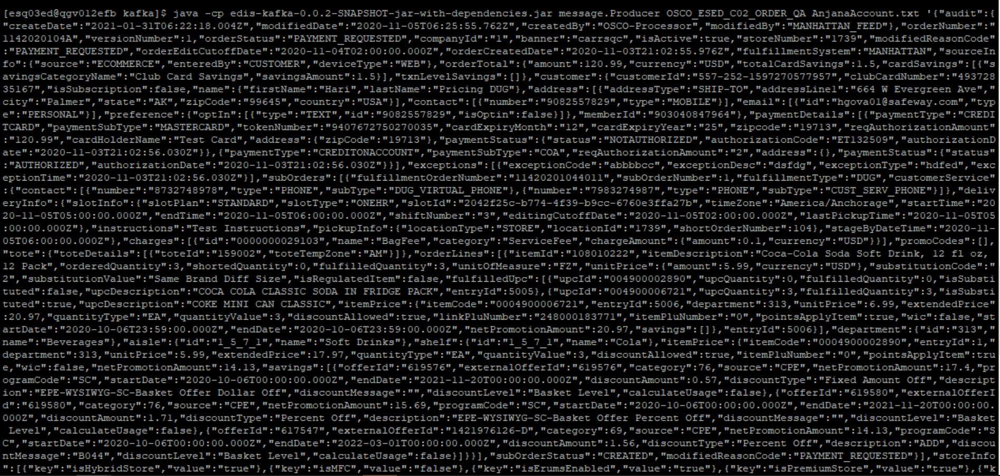 [esq03ed@qgv012efb kafka]$ java -cp edis-kafka-0.0.2-SNAPSHOT-jar-with-dependencies.jar message.Producer OSCO_ESED_C02_ORDER_QA AnjanaAccount.txt '{"audit":{
"createDate":"2021-01-31T06:22:18.004Z","modifiedDate":"2020-11-05T06:25:55.762Z","createdBy":"OSCO-Processor","modifiedBy":"MANHATTAN_FEED"},"orderNumber":"
1142020104A","versionNumber":1,"orderStatus":"PAYMENT_REQUESTED","companyId":"1","banner":"carrsqc","isActive":true,"storeNumber":"1739","modifiedReasonCode"
:"PAYMENT_REQUESTED","orderEditCutoffDate":"2020-11-04T02:00:00.000Z","orderCreatedDate":"2020-11-03T21:02:55.976Z","fulfillmentSystem":"MANHATTAN","sourceIn
fo":{"source":"ECOMMERCE","enteredBy":"CUSTOMER","deviceType":"WEB"},"orderTotal":{"amount":120.99,"currency":"USD","totalCardSavings":1.5,"cardSavings":[{"s
avingsCategoryName":"Club Card Savings","savingsAmount":1.5}],"txnLevelSavings":[]},"customer":{"customerId":"557-252-1597270577957","clubCardNumber":"493728
35167","isSubscription":false,"name":{"firstName":"Hari","lastName":"Pricing DUG"},"address":[{"addressType":"SHIP-TO","addressLine1":"664 W Evergreen Ave","
city":"Palmer","state":"AK","zipCode":"99645","country":"USA"}],"contact":[{"number":"9082557829","type":"MOBILE"}],"email":[{"id":"hgova01@safeway.com","typ
e":"PERSONAL"}],"preference":{"optIn":[{"type":"TEXT","id":"9082557829","isOptin":false}]},"memberId":"903040847964"},"paymentDetails":[{"paymentType":"CREDI
TCARD","paymentSubType":"MASTERCARD","tokenNumber":"9407672750270035","cardExpiryMonth":"12","cardExpiryYear":"25","zipcode":"19713","reqAuthorizationAmount"
:"120.99","cardHolderName":"Test Card","address":{"zipCode":"19713"},"paymentStatus":{"status":"NOTAUTHORIZED","authorizationCode":"ET132509","authorizationD
ate":"2020-11-03T21:02:56.030Z"}},{"paymentType":"CREDITONACCOUNT","paymentSubType":"COA","reqAuthorizationAmount":"2","address":{},"paymentStatus":{"status"
:"AUTHORIZED","authorizationDate":"2020-11-03T21:02:56.030Z"}}],"exceptions":[{"exceptionCode":"abbbbcc","exceptionDesc":"dsfdg","exceptionType":"hdfed","exc
eptionTime":"2020-11-03T21:02:56.030Z"}],"subOrders":[{"fulfillmentOrderNumber":"11420201044011","subOrderNumber":1,"fulfillmentType":"DUG","customerService"
:{"contact":[{"number":"8732748978","type":"PHONE","subType":"DUG_VIRTUAL_PHONE"},{"number":"7983274987","type":"PHONE","subType":"CUST_SERV_PHONE"}]},"deliv
eryInfo":{"slotInfo":{"slotPlan":"STANDARD","slotType":"ONEHR","slotId":"2042f25c-b774-4f39-b9cc-6760e3ffa27b","timeZone":"America/Anchorage","startTime":"20
20-11-05T05:00:00.000Z","endTime":"2020-11-05T06:00:00.000Z","shiftNumber":"3","editingCutoffDate":"2020-11-05T02:00:00.000Z","lastPickupTime":"2020-11-05T05
:00:00.000Z"},"instructions":"Test Instructions","pickupInfo":{"locationType":"STORE","locationId":"1739","shortOrderNumber":104},"stageByDateTime":"2020-11-
05T06:00:00.000Z"},"charges":[{"id":"0000000029103","name":"BagFee","category":"ServiceFee","chargeAmount":{"amount":0.1,"currency":"USD"}}],"promoCodes":[],
"tote":{"toteDetails":[{"toteId":"159002","toteTempZone":"AM"}]},"orderLines":[{"itemId":"108010222","itemDescription":"Coca-Cola Soda Soft Drink, 12 fl oz,
12 Pack","orderedQuantity":3,"shortedQuantity":0,"fulfilledQuantity":3,"unitOfMeasure":"FZ","unitPrice":{"amount":5.99,"currency":"USD"},"substitutionCode":"
2","substitutionValue":"Same Brand Diff Size","isRegulatedItem":false,"fulfilledUpc":[{"upcId":"004900002890","upcQuantity":0,"fulfilledQuantity":0,"isSubsti
tuted":false,"upcDescription":"COCA COLA CLASSIC SODA IN FRIDGE PACK","entryId":5005},{"upcId":"004900006721","upcQuantity":3,"fulfilledQuantity":3,"isSubsti
tuted":true,"upcDescription":"COKE MINI CAN CLASSIC","itemPrice":{"itemCode":"0004900006721","entryId":5006,"department":313,"unitPrice":6.99,"extendedPrice"
:20.97,"quantityType":"EA","quantityValue":3,"discountAllowed":true,"linkPluNumber":"248000183771","itemPluNumber":"0","pointsApplyItem":true,"wic":false,"st
artDate":"2020-10-06T23:59:00.000Z","endDate":"2020-10-06T23:59:00.000Z","netPromotionAmount":20.97,"savings":[]},"entryId":5006}],"department":{"id":"313","
name":"Beverages"},"aisle":{"id":"1_5_7_1","name":"Soft Drinks"},"shelf":{"id":"1_5_7_1","name":"Cola"},"itemPrice":{"itemCode":"0004900002890","entryId":1,"
department":313,"unitPrice":5.99,"extendedPrice":17.97,"quantityType":"EA","quantityValue":3,"discountAllowed":true,"itemPluNumber":"0","pointsApplyItem":tru
e,"wic":false,"netPromotionAmount":14.13,"savings":[{"offerId":"619576","externalOfferId":"619576","category":76,"source":"CPE","netPromotionAmount":17.4,"pr
ogramCode":"SC","startDate":"2020-10-06T00:00:00.000Z","endDate":"2021-11-20T00:00:00.000Z","discountAmount":0.57,"discountType":"Fixed Amount Off","descript
ion":"EPE-WYSIWYG-SC-Basket Offer Dollar Off","discountMessage":"","discountLevel":"Basket Level","calculateUsage":false},{"offerId":"619580","externalOfferI
d":"619580","category":76,"source":"CPE","netPromotionAmount":15.69,"programCode":"SC","startDate":"2020-10-06T00:00:00.000Z","endDate":"2021-11-20T00:00:00.
000Z","discountAmount":1.71,"discountType":"Percent Off","description":"EPE-WYSIWYG-SC-Basket Offer Percent Off","discountMessage":"","discountLevel":"Basket
 Level","calculateUsage":false},{"offerId":"617547","externalOfferId":"1421976126-D","category":69,"source":"CPE","netPromotionAmount":14.13,"programCode":"S
C","startDate":"2020-10-06T00:00:00.000Z","endDate":"2022-03-01T00:00:00.000Z","discountAmount":1.56,"discountType":"Percent Off","description":"ADD","discou
ntMessage":"B044","discountLevel":"Basket Level","calculateUsage":false}]}}],"subOrderStatus":"CREATED","modifiedReasonCode":"PAYMENT_REQUESTED"}],"storeInfo
":[{"key":"isHybridStore","value":"true"},{"key":"isMFC","value":"false"},{"key":"isErumsEnabled","value":"true"},{"key":"isPremiumStore","value":"true"},{"k